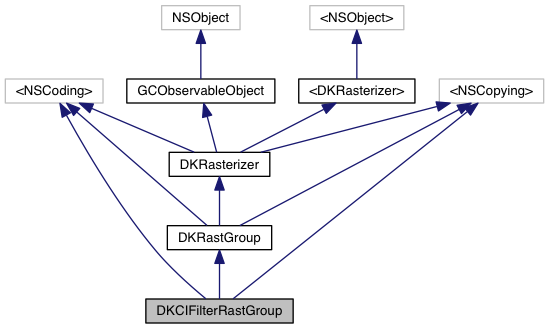 NSObject
<NSObject>
<NSCoding>
GCObservableObject
<DKRasterizer>
<NSCopying>
DKRasterizer
DKRastGroup
DKCIFilterRastGroup